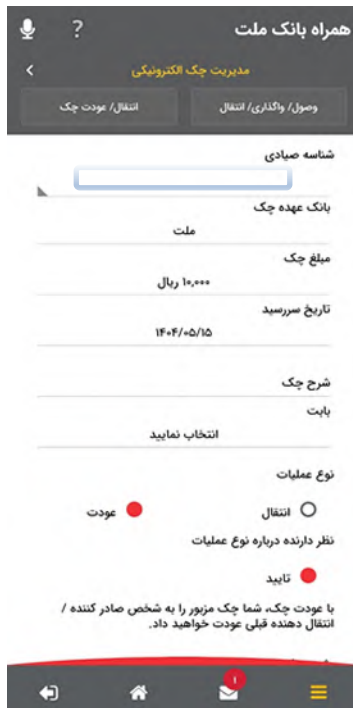 همراه بانک ملت
?
مدیریت چک الکترونیکی
وصول/ واگذاری/ انتقال
انتقال/ عودت چک
شناسه صیادی
بانک عهده چک
ملت
مبلغ چک
۱۰,۰۰۰ ریال
تاریخ سررسید
۱۴۰۴/۰۵/۱۵
شرح چک
بابت
انتخاب نمایید
نوع عملیات
انتقال
عودت
نظر دارنده درباره نوع عملیات
تایید
با عودت چک، شما چک مزبور را به شخص صادر کننده /
انتقال دهنده قبلی عودت خواهید داد.
۱